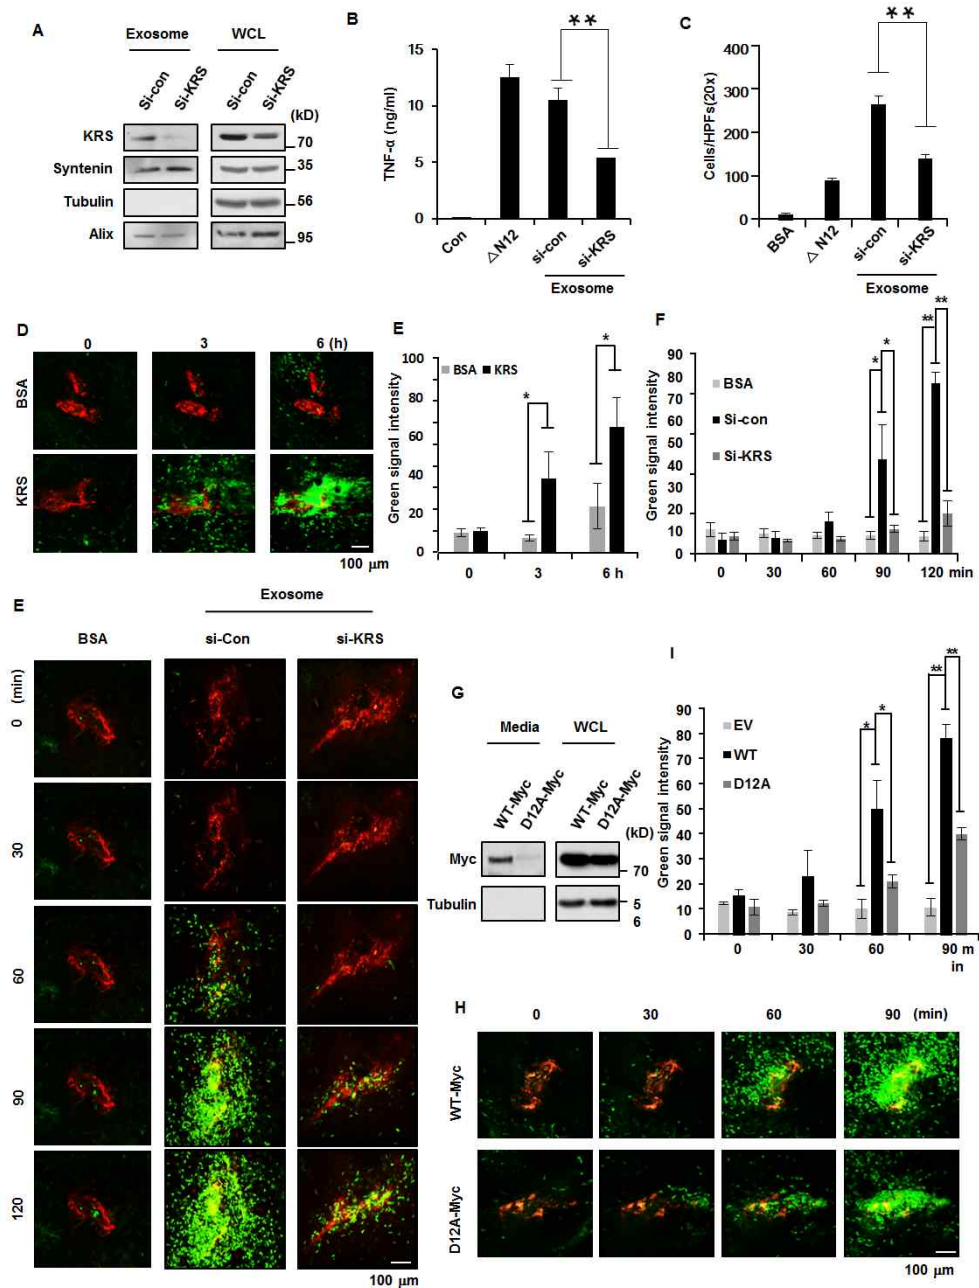 A
Exosome
WCL
Si-con
Si-KRS
Si-con
Si-KRS
(kD)
KRS
70
Syntenin
35
Tubulin
56
Alix
95
B
**
TNF-α (ng/ml)
15
10
5
0
Con
△N12
si-con
si-KRS
Exosome
C
**
Cells/HPFs(20x)
400
300
200
100
0
BSA
△ N12
si-con
si-KRS
Exosome
D
0
3
6 (h)
BSA
KRS
100 μm
E
Green signal intensity
100
80
60
40
20
0
BSA
KRS
*
*
0
3
6 h
F
Green signal intensity
90
80
70
60
50
40
30
20
10
0
BSA
Si-con
Si-KRS
*
*
**
**
0
30
60
90
120 min
E
Exosome
BSA
si-Con
si-KRS
0 (min)
30
60
90
120
100 μm
G
Media
WCL
WT-Myc
D12A-Myc
WT-Myc
D12A-Myc
(kD)
Myc
70
Tubulin
5
6
I
Green signal intensity
90
80
70
60
50
40
30
20
10
0
EV
WT
D12A
*
*
**
**
0
30
60
90 m
in
H
0
30
60
90 (min)
WT-Myc
D12A-Myc
100 μm